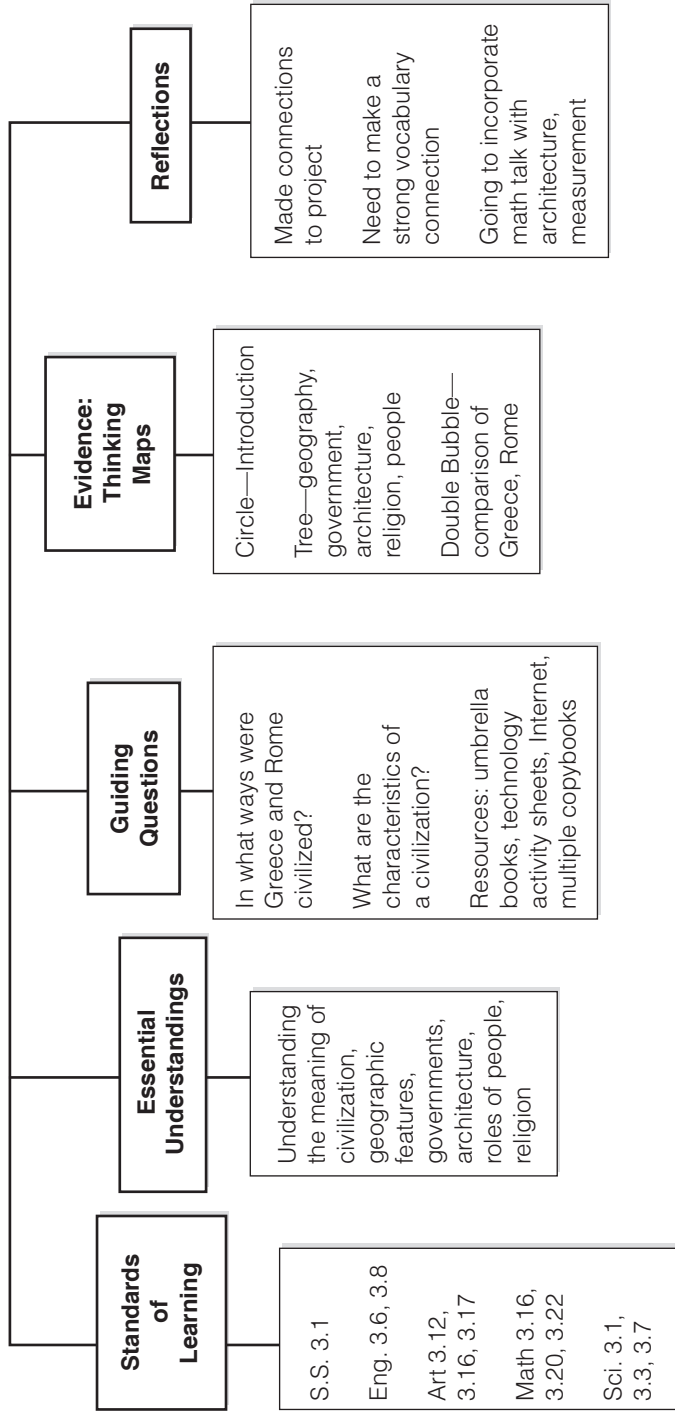 Standards
of
Learning
S.S. 3.1
Eng. 3.6, 3.8
Art 3.12,
3.16, 3.17
Math 3.16,
3.20, 3.22
Sci. 3.1,
3.3, 3.7
Essential
Understandings
Understanding
the meaning of
civilization,
geographic
features,
governments,
architecture,
roles of people,
religion
Guiding
Questions
In what ways were
Greece and Rome
civilized?
What are the
characteristics of
a civilization?
Resources: umbrella
books, technology
activity sheets, Internet,
multiple copybooks
Evidence:
Thinking
Maps
Circle—Introduction
Tree—geography,
government,
architecture,
religion, people
Double Bubble—
comparison of
Greece, Rome
Reflections
Made connections
to project
Need to make a
strong vocabulary
connection
Going to incorporate
math talk with
architecture,
measurement